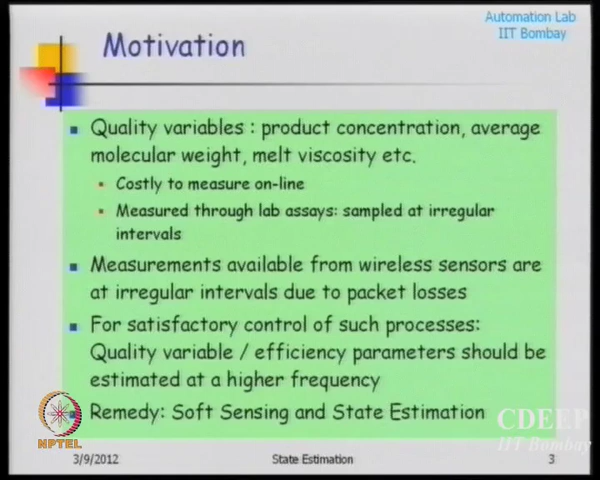 Automation Lab
IIT Bombay
Motivation
Quality variables : product concentration, average
molecular weight, melt viscosity etc.
Costly to measure on-line
Measured through lab assays: sampled at irregular
intervals
Measurements available from wireless sensors are
at irregular intervals due to packet losses
For satisfactory control of such processes:
Quality variable / efficiency parameters should be
estimated at a higher frequency
Remedy: Soft Sensing and State Estimation
NPTEL
CDEEP
IIT Bombay
3/9/2012
State Estimation
3